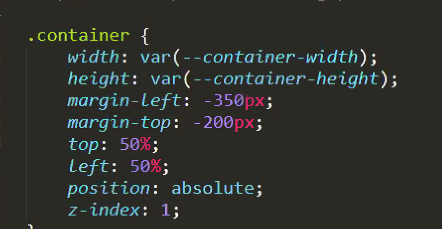 .container {
width: var(--container-width);
height: var(--container-height);
margin-left: -350px;
margin-top: -200px;
top: 50%;
left: 50%;
position: absolute;
z-index: 1;